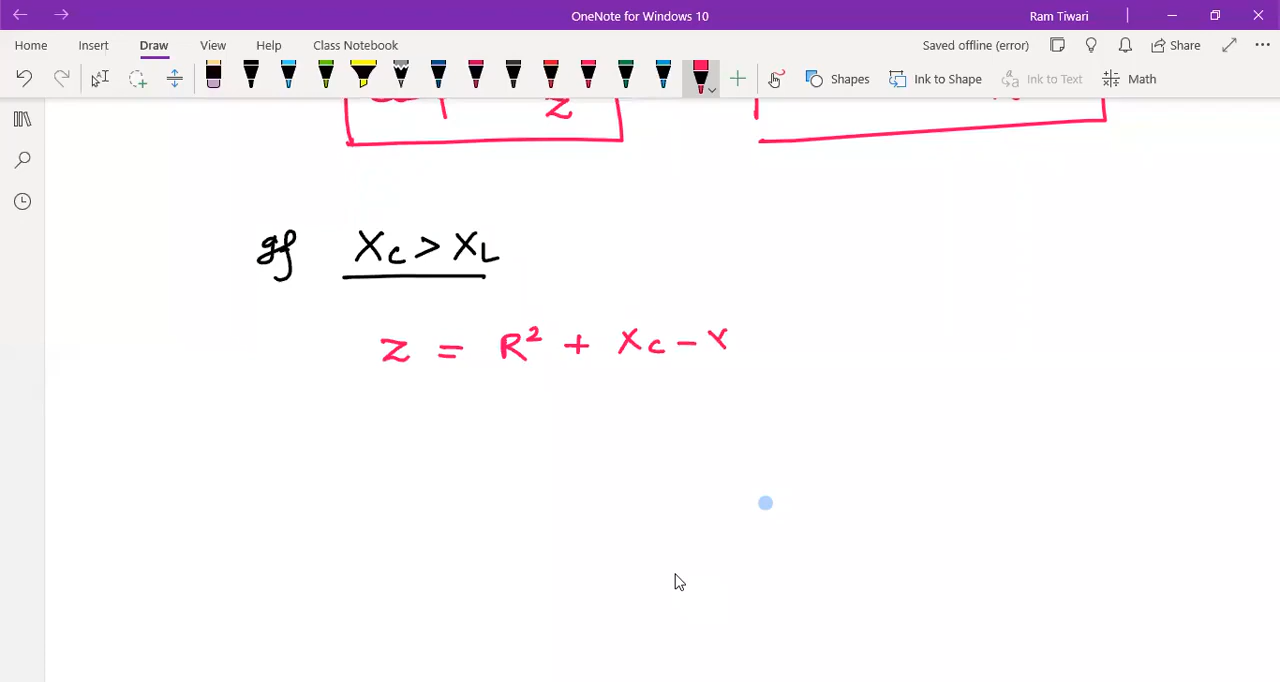 OneNote for Windows 10
Ram Tiwari
Home Insert Draw View Help Class Notebook
Saved offline (error)
Share
Shapes
Ink to Shape
Ink to Text
Math
Z
If Xc > XL
Z = R² + Xc -